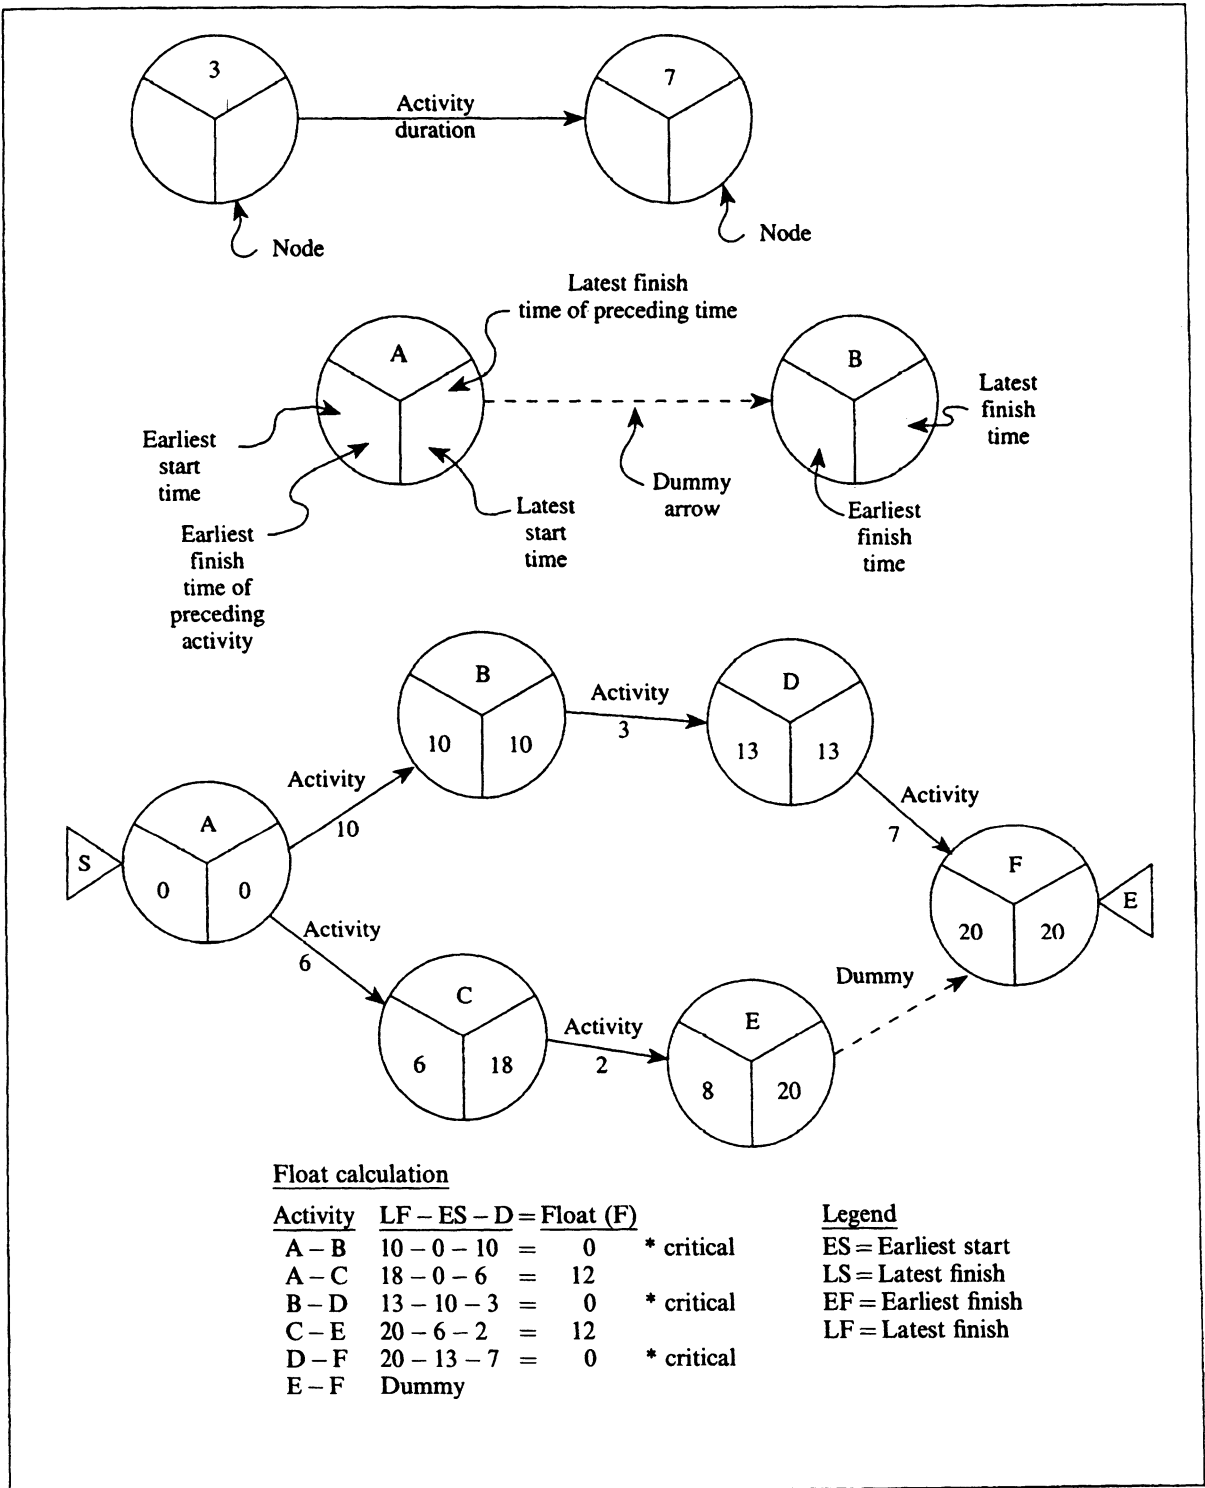 3
7
Activity
duration
Node
Node
Latest finish
time of preceding time
A
B
Latest
finish
time
Earliest
start
time
Dummy
arrow
Latest
start
time
Earliest
finish
time
Earliest
finish
time of
preceding
activity
B
10 10
Activity
3
D
13 13
Activity
10
Activity
7
S
A
0 0
F
20 20
E
Activity
6
Dummy
C
6 18
Activity
2
E
8 20
Float calculation
Activity LF – ES – D = Float (F)
A – B 10 – 0 – 10 = 0 * critical
A – C 18 – 0 – 6 = 12
B – D 13 – 10 – 3 = 0 * critical
C – E 20 – 6 – 2 = 12
D – F 20 – 13 – 7 = 0 * critical
E – F Dummy
Legend
ES = Earliest start
LS = Latest finish
EF = Earliest finish
LF = Latest finish